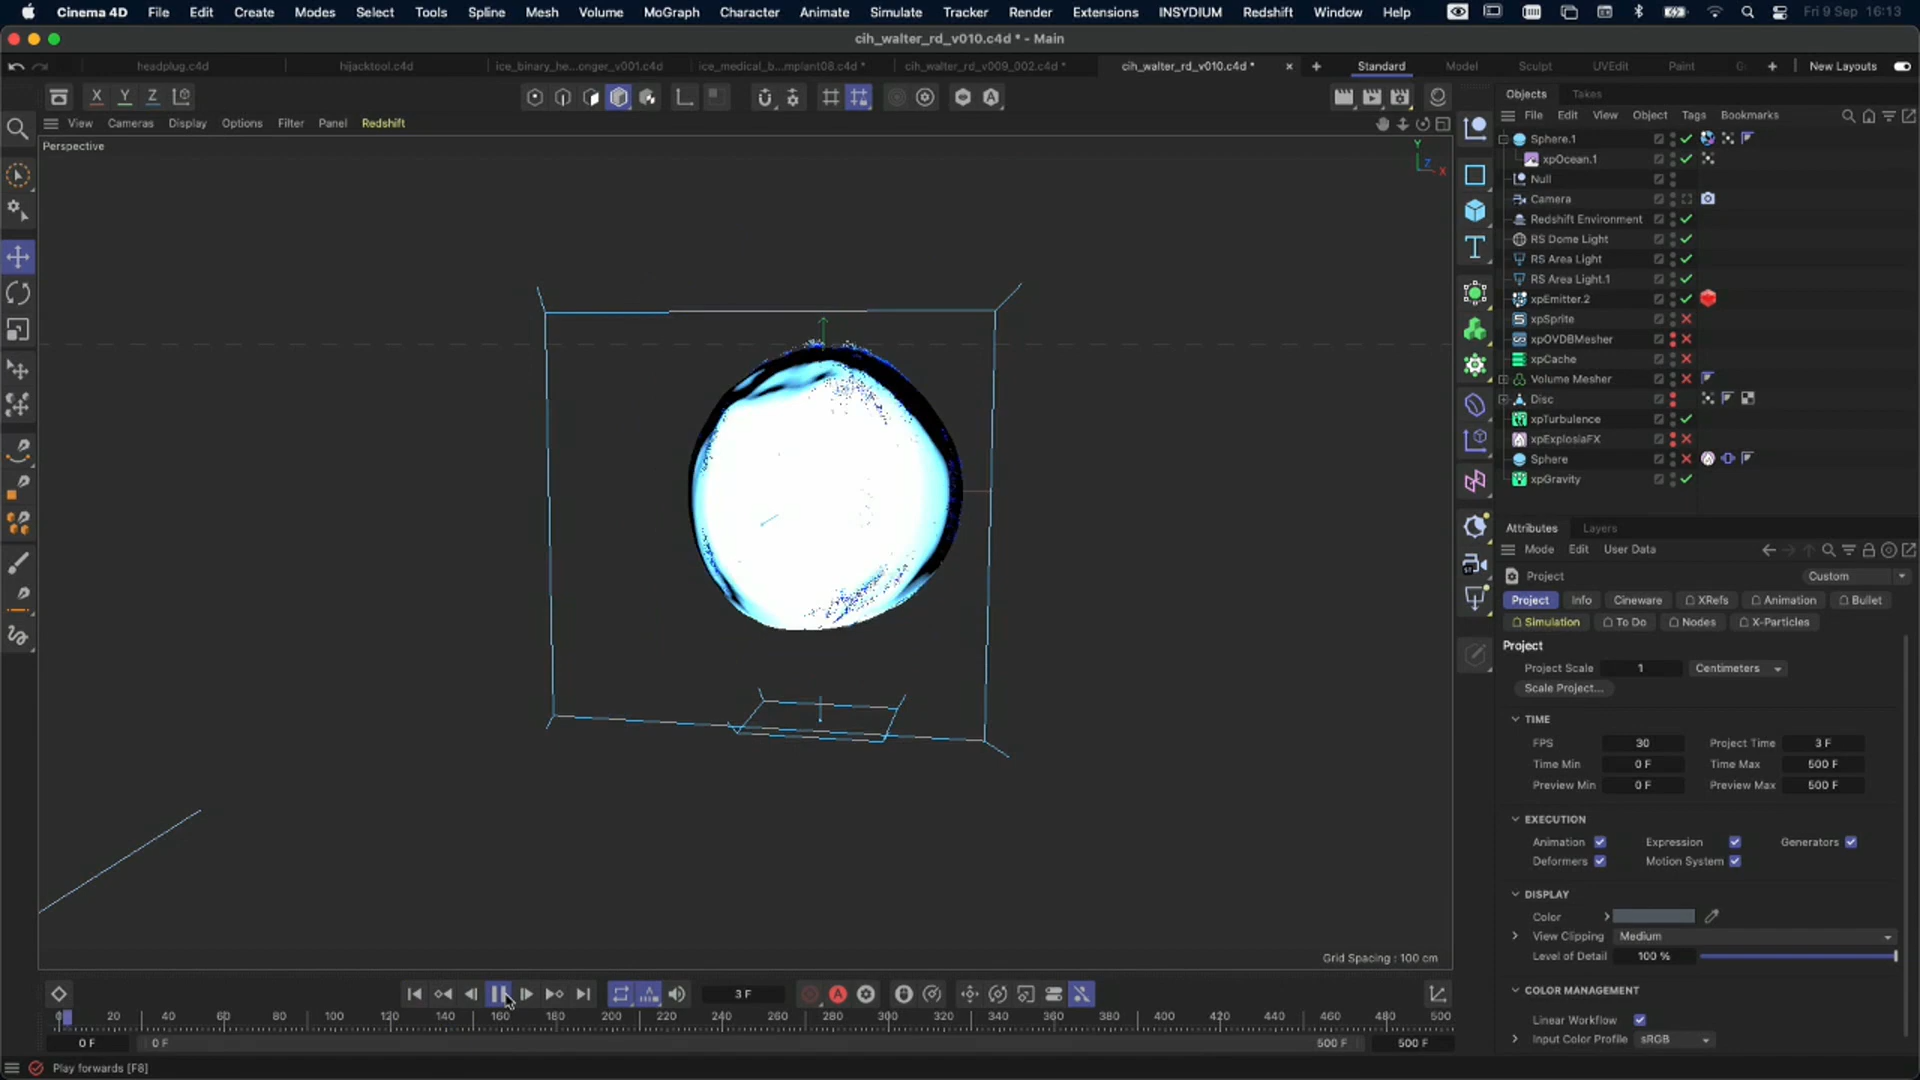 Cinema 4D File Edit Create Modes Select Tools Spline Mesh Volume MoGraph Character Animate Simulate Tracker Render Extensions INSYDIUM Redshift Window Help Fri 9 Sep 16:13
cih_walter_rd_v010.c4d * - Main
headplug.c4d hijacktool.c4d ice_binary_he...onger_v001.c4d ice_medical_b...mplant08.c4d * cih_walter_rd_v009_002.c4d * cih_walter_rd_v010.c4d * Standard Model Sculpt UVEdit Paint New Layouts
X Y Z
View Cameras Display Options Filter Panel Redshift
Perspective
Y
Z
X
Objects Takes
File Edit View Object Tags Bookmarks
Sphere.1
xpOcean.1
Null
Camera
Redshift Environment
RS Dome Light
RS Area Light
RS Area Light.1
xpEmitter.2
xpSprite
xpOVDBMesher
xpCache
Volume Mesher
Disc
xpTurbulence
xpExplosiaFX
Sphere
xpGravity
Attributes Layers
Mode Edit User Data
Project Custom
Project Info Cineware XRefs Animation Bullet
Simulation To Do Nodes X-Particles
Project
Project Scale 1 Centimeters
Scale Project...
TIME
FPS 30 Project Time 3 F
Time Min 0 F Time Max 500 F
Preview Min 0 F Preview Max 500 F
EXECUTION
Animation Expression Generators
Deformers Motion System
DISPLAY
Color
View Clipping Medium
Level of Detail 100 %
COLOR MANAGEMENT
Linear Workflow
Input Color Profile sRGB
Grid Spacing : 100 cm
3 F
0 20 40 60 80 100 120 140 160 180 200 220 240 260 280 300 320 340 360 380 400 420 440 460 480 500
0 F 0 F 500 F 500 F
Play forwards [F8]